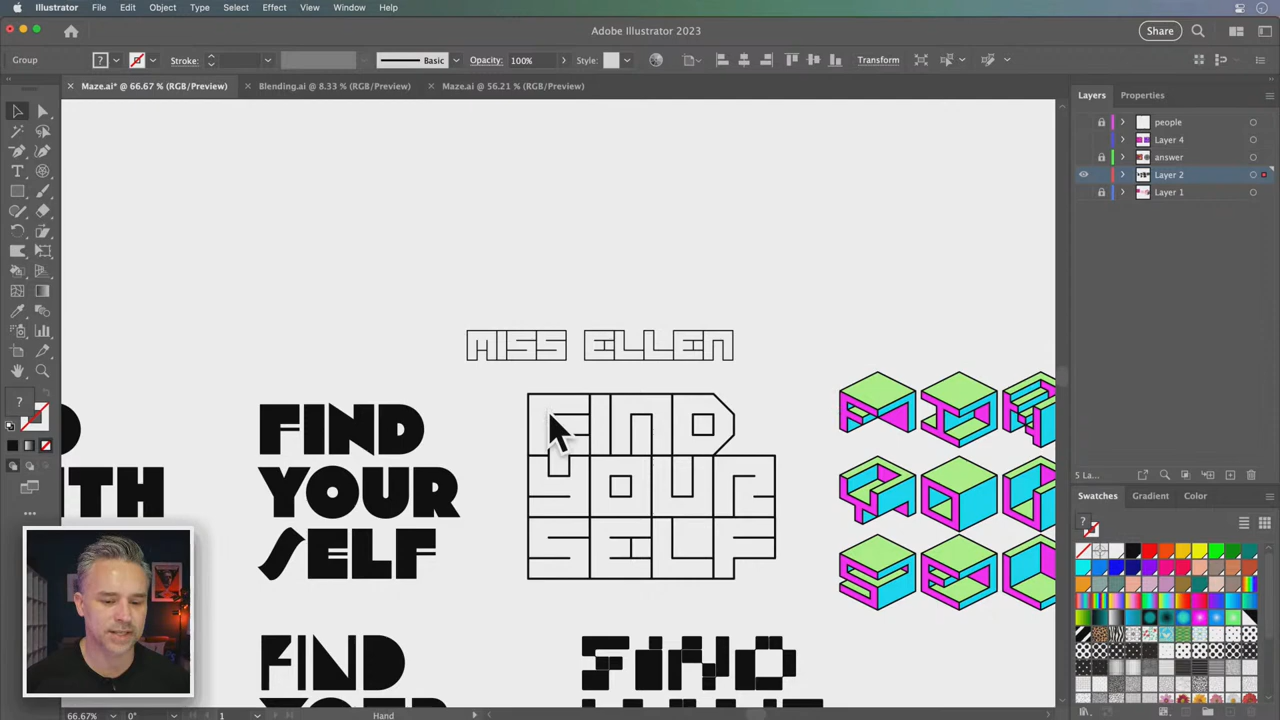 Illustrator File Edit Object Type Select Effect View Window Help
Adobe Illustrator 2023
Share
Group
Stroke:
Basic
Opacity: 100%
Style:
Transform
Maze.ai* @ 66.67 % (RGB/Preview)
Blending.ai @ 8.33 % (RGB/Preview)
Maze.ai @ 56.21 % (RGB/Preview)
Layers Properties
people
Layer 4
answer
Layer 2
Layer 1
5 La...
Swatches Gradient Color
MISS ELLEN
FIND
YOUR
SELF
FIND
YOUR
SELF
TH
FIND
YOUR
FIND
66.67%
0°
1
Hand